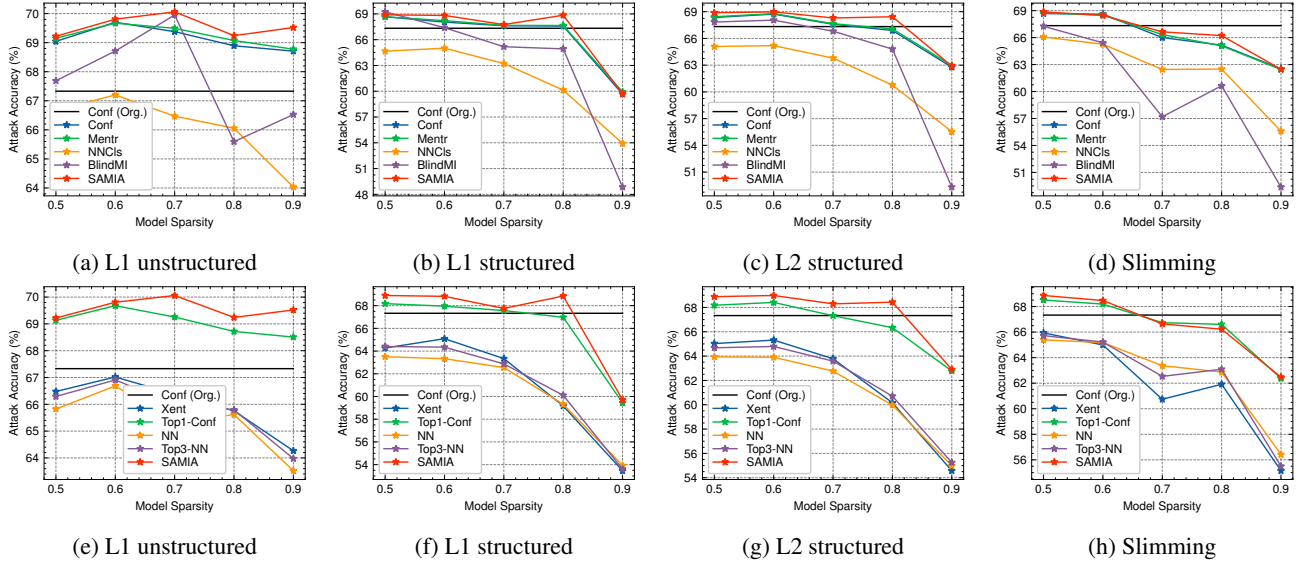 70
69
68
67
66
65
64
Attack Accuracy (%)
Conf (Org.)
Conf
Mentr
NNCls
BlindMI
SAMIA
0.5 0.6 0.7 0.8 0.9
Model Sparsity
(a) L1 unstructured
69
66
63
60
57
54
51
48
Attack Accuracy (%)
Conf (Org.)
Conf
Mentr
NNCls
BlindMI
SAMIA
0.5 0.6 0.7 0.8 0.9
Model Sparsity
(b) L1 structured
69
66
63
60
57
54
51
Attack Accuracy (%)
Conf (Org.)
Conf
Mentr
NNCls
BlindMI
SAMIA
0.5 0.6 0.7 0.8 0.9
Model Sparsity
(c) L2 structured
69
66
63
60
57
54
51
Attack Accuracy (%)
Conf (Org.)
Conf
Mentr
NNCls
BlindMI
SAMIA
0.5 0.6 0.7 0.8 0.9
Model Sparsity
(d) Slimming
70
69
68
67
66
65
64
Attack Accuracy (%)
Conf (Org.)
Xent
Top1-Conf
NN
Top3-NN
SAMIA
0.5 0.6 0.7 0.8 0.9
Model Sparsity
(e) L1 unstructured
68
66
64
62
60
58
56
54
Attack Accuracy (%)
Conf (Org.)
Xent
Top1-Conf
NN
Top3-NN
SAMIA
0.5 0.6 0.7 0.8 0.9
Model Sparsity
(f) L1 structured
68
66
64
62
60
58
56
54
Attack Accuracy (%)
Conf (Org.)
Xent
Top1-Conf
NN
Top3-NN
SAMIA
0.5 0.6 0.7 0.8 0.9
Model Sparsity
(g) L2 structured
68
66
64
62
60
58
56
Attack Accuracy (%)
Conf (Org.)
Xent
Top1-Conf
NN
Top3-NN
SAMIA
0.5 0.6 0.7 0.8 0.9
Model Sparsity
(h) Slimming